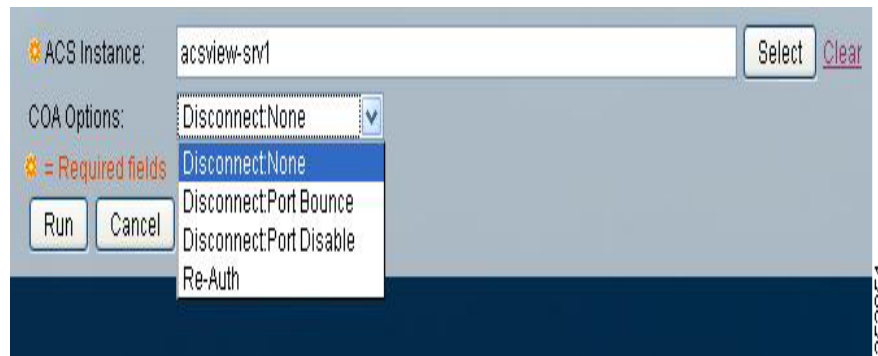 ACS Instance: acsview-srv1 Select Clear
COA Options: Disconnect:None
= Required fields Disconnect:None
Disconnect:Port Bounce
Run Cancel
Disconnect:Port Disable
Re-Auth